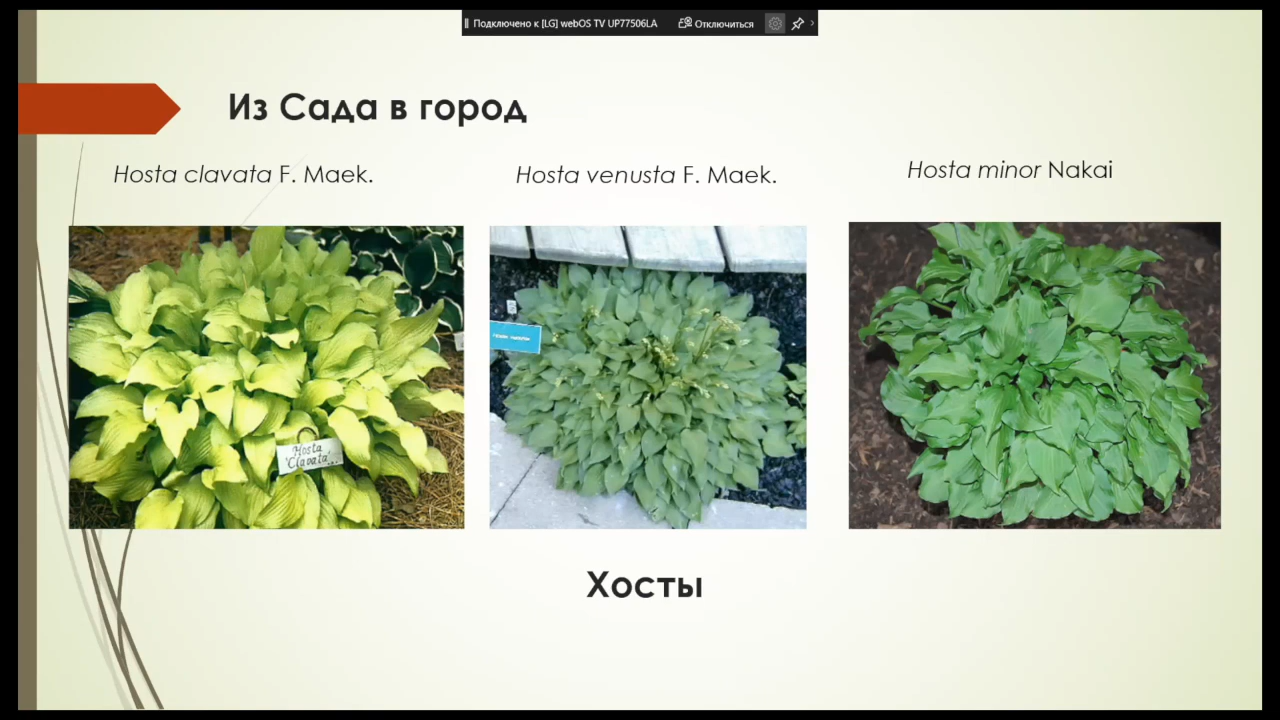 Подключено к [LG] webOS TV UP77506LA Отключиться
Из Сада в город
Hosta clavata F. Maek.
Hosta venusta F. Maek.
Hosta minor Nakai
Hosta
'Clavata'...
Хосты